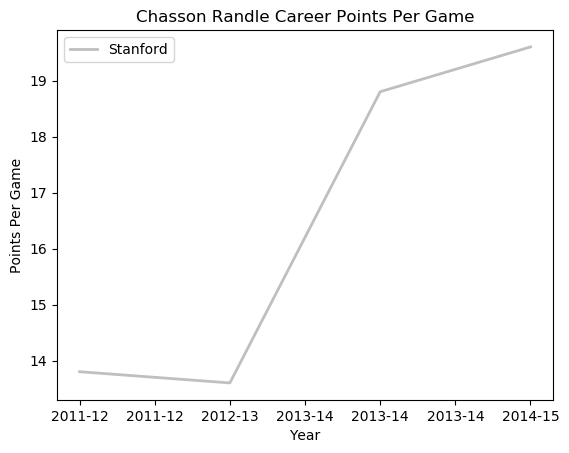 Chasson Randle Career Points Per Game
Stanford
Points Per Game
19
18
17
16
15
14
2011-12 2011-12 2012-13 2013-14 2013-14 2013-14 2014-15
Year